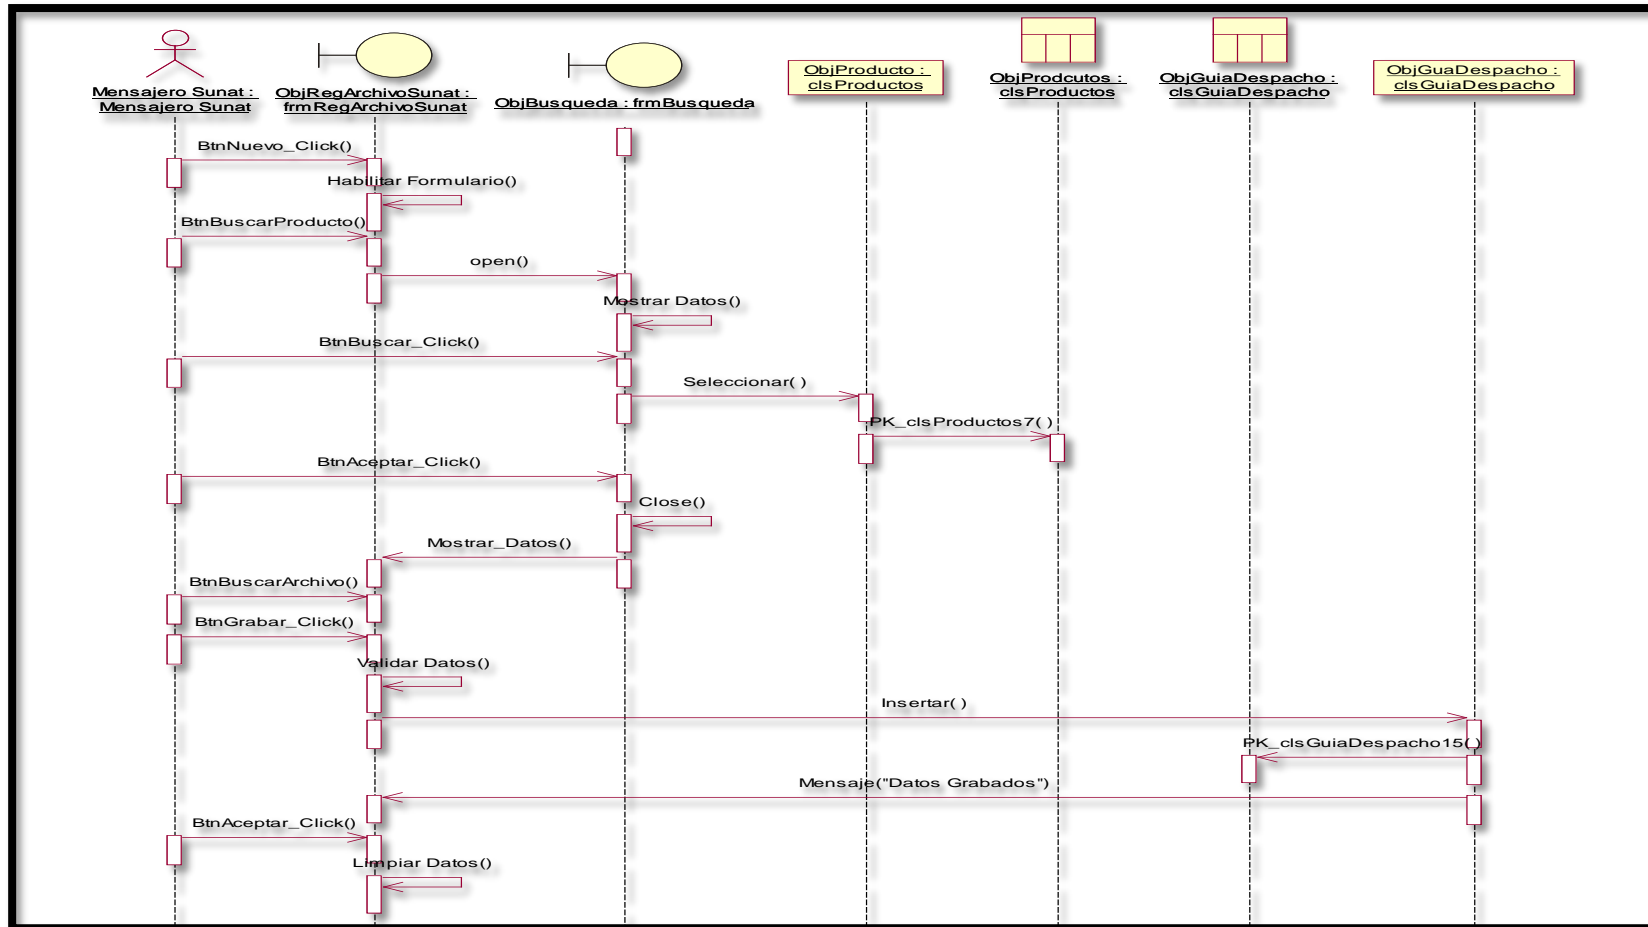 Mensajero Sunat :
Mensajero Sunat
ObjRegArchivoSunat :
frmRegArchivoSunat
ObjBusqueda : frmBusqueda
ObjProducto :
clsProductos
ObjProdcutos :
clsProductos
ObjGuiaDespacho :
clsGuiaDespacho
ObjGuaDespacho :
clsGuiaDespacho
BtnNuevo_Click()
Habilitar Formulario()
BtnBuscarProducto()
open()
Mostrar Datos()
BtnBuscar_Click()
Seleccionar( )
PK_clsProductos7( )
BtnAceptar_Click()
Close()
Mostrar_Datos()
BtnBuscarArchivo()
BtnGrabar_Click()
Validar Datos()
Insertar( )
PK_clsGuiaDespacho15( )
Mensaje("Datos Grabados")
BtnAceptar_Click()
Limpiar Datos()